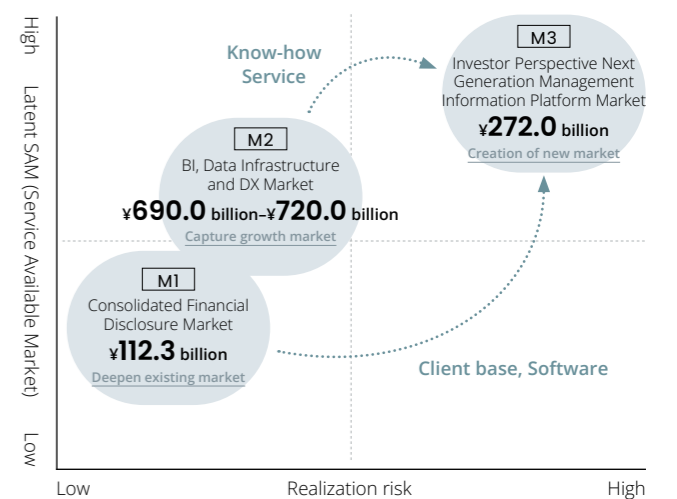 High
Latent SAM (Service Available Market)
Low
Know-how
Service
M3
Investor Perspective Next
Generation Management
Information Platform Market
¥272.0 billion
Creation of new market
M2
BI, Data Infrastructure
and DX Market
¥690.0 billion–¥720.0 billion
Capture growth market
M1
Consolidated Financial
Disclosure Market
¥112.3 billion
Deepen existing market
Client base, Software
Low
Realization risk
High